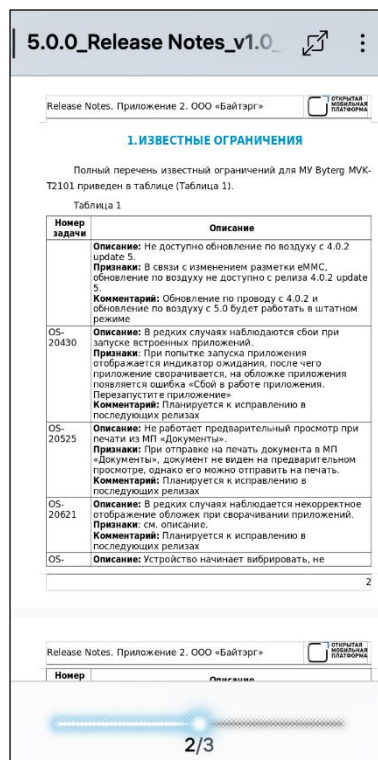 5.0.0_Release Notes_v1.0_
Release Notes. Приложение 2. ООО «Байтэрг»
ОТКРЫТАЯ
МОБИЛЬНАЯ
ПЛАТФОРМА
1. ИЗВЕСТНЫЕ ОГРАНИЧЕНИЯ
Полный перечень известный ограничений для МУ Byterg MVK-
T2101 приведен в таблице (Таблица 1).
Таблица 1
Номер
задачи
Описание
Описание: Не доступно обновление по воздуху с 4.0.2
update 5.
Признаки: В связи с изменением разметки eMMC,
обновление по воздуху не доступно с релиза 4.0.2 update
5.
Комментарий: Обновление по проводу с 4.0.2 и
обновление по воздуху с 5.0 будет работать в штатном
режиме
OS-
20430
Описание: В редких случаях наблюдаются сбои при
запуске встроенных приложений.
Признаки: При попытке запуска приложения
отображается индикатор ожидания, после чего
приложение сворачивается, на обложке приложения
появляется ошибка «Сбой в работе приложения.
Перезапустите приложение»
Комментарий: Планируется к исправлению в
последующих релизах
OS-
20525
Описание: Не работает предварительный просмотр при
печати из МП «Документы».
Признаки: При отправке на печать документа в МП
«Документы», документ не виден на предварительном
просмотре, однако его можно отправить на печать.
Комментарий: Планируется к исправлению в
последующих релизах
OS-
20621
Описание: В редких случаях наблюдается некорректное
отображение обложек при сворачивании приложений.
Признаки: см. описание.
Комментарий: Планируется к исправлению в
последующих релизах
OS-
Описание: Устройство начинает вибрировать, не
2
Release Notes. Приложение 2. ООО «Байтэрг»
ОТКРЫТАЯ
МОБИЛЬНАЯ
ПЛАТФОРМА
Номер
Описание
2/3